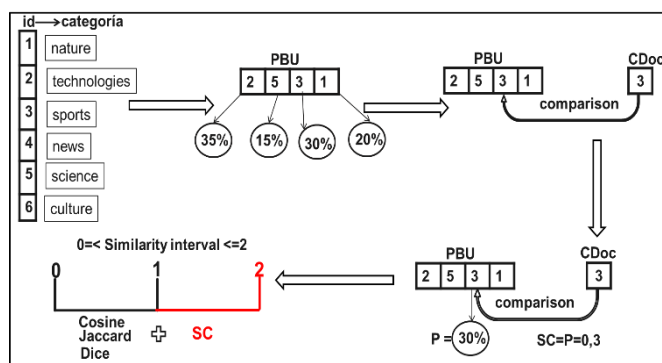 id → categoría
1 nature
2 technologies
3 sports
4 news
5 science
6 culture
PBU
2 5 3 1
35% 15% 30% 20%
PBU CDoc
2 5 3 1 3
comparison
PBU CDoc
2 5 3 1 3
comparison
P = 30% SC=P=0,3
0=< Similarity interval <=2
0 1 2
Cosine
Jaccard
Dice
SC